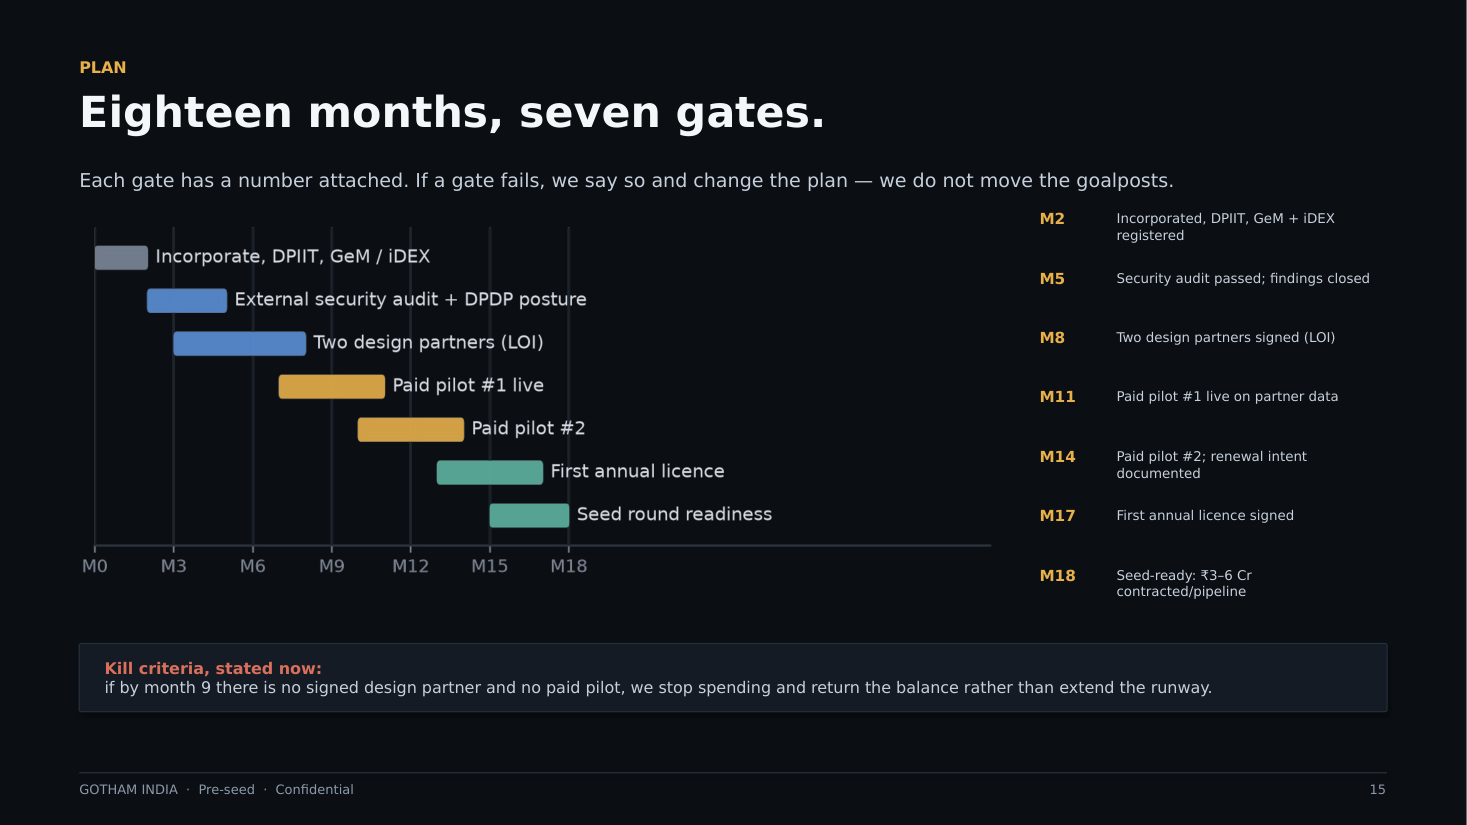 PLAN
Eighteen months, seven gates.
Each gate has a number attached. If a gate fails, we say so and change the plan — we do not move the goalposts.
Incorporate, DPIIT, GeM / iDEX
External security audit + DPDP posture
Two design partners (LOI)
Paid pilot #1 live
Paid pilot #2
First annual licence
Seed round readiness
M0 M3 M6 M9 M12 M15 M18
M2 Incorporated, DPIIT, GeM + iDEX
registered
M5 Security audit passed; findings closed
M8 Two design partners signed (LOI)
M11 Paid pilot #1 live on partner data
M14 Paid pilot #2; renewal intent
documented
M17 First annual licence signed
M18 Seed-ready: ₹3–6 Cr
contracted/pipeline
Kill criteria, stated now:
if by month 9 there is no signed design partner and no paid pilot, we stop spending and return the balance rather than extend the runway.
GOTHAM INDIA · Pre-seed · Confidential
15